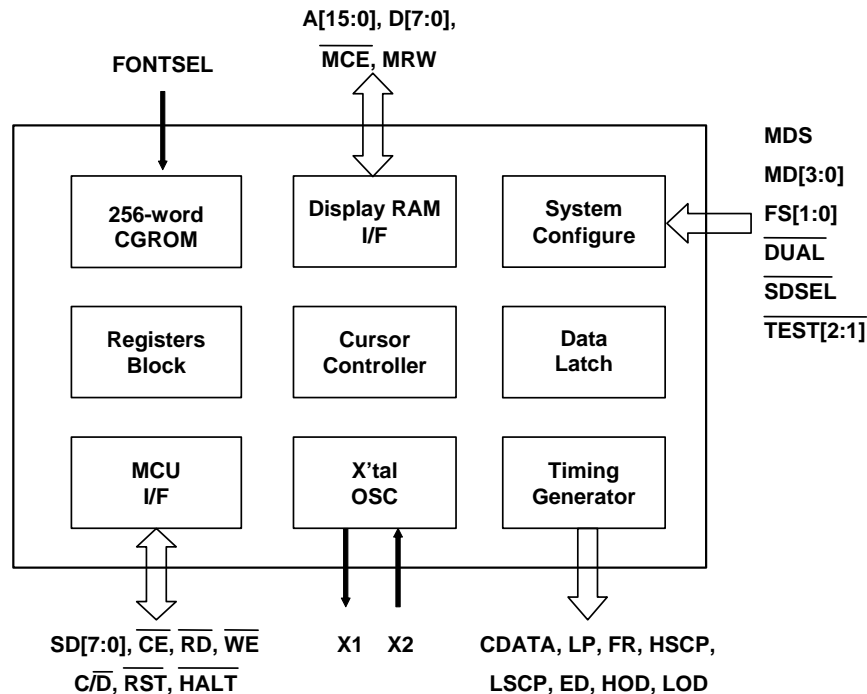 A[15:0], D[7:0],
MCE, MRW
FONTSEL
MDS
MD[3:0]
FS[1:0]
DUAL
SDSEL
TEST[2:1]
256-word
CGROM
Display RAM
I/F
System
Configure
Registers
Block
Cursor
Controller
Data
Latch
MCU
I/F
X'tal
OSC
Timing
Generator
SD[7:0], CE, RD, WE
C/D, RST, HALT
X1
X2
CDATA, LP, FR, HSCP,
LSCP, ED, HOD, LOD